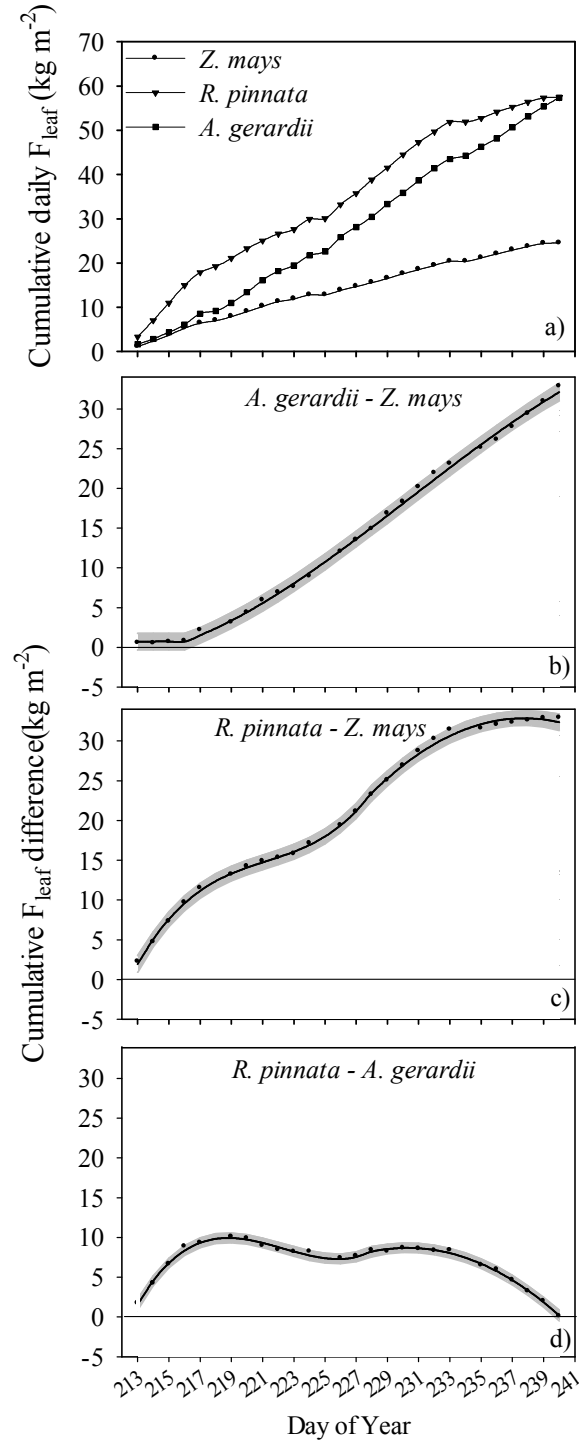 Cumulative daily F_leaf (kg m⁻²)
70
60
50
40
30
20
10
0
Z. mays
R. pinnata
A. gerardii
a)
A. gerardii - Z. mays
30
25
20
15
10
5
0
-5
b)
Cumulative F_leaf difference(kg m⁻²)
R. pinnata - Z. mays
30
25
20
15
10
5
0
-5
c)
R. pinnata - A. gerardii
30
25
20
15
10
5
0
-5
d)
213 215 217 219 221 223 225 227 229 231 233 235 237 239 241
Day of Year